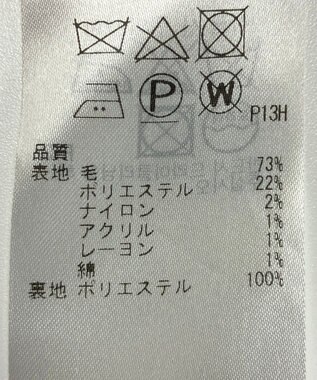 P
W
P13H
品質
表地 毛 73%
ポリエステル 22%
ナイロン 2%
アクリル 1%
レーヨン 1%
綿 1%
裏地 ポリエステル 100%